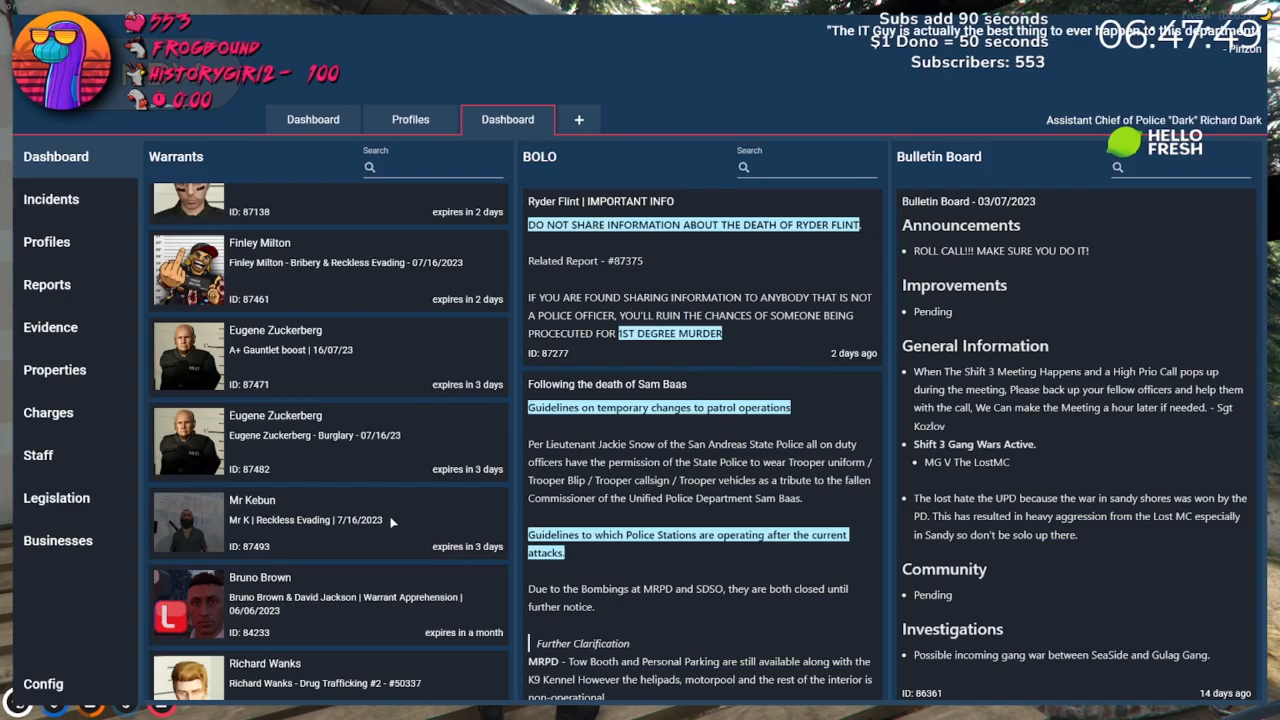 553
FROGBOUND
HISTORYGIRL2 - 100
0:00
Subs add 90 seconds
"The IT Guy is actually the best thing to ever happen to this department"
$1 Dono = 50 seconds
- Pinzon
Subscribers: 553
06:47:49
Dashboard
Profiles
Dashboard
+
Assistant Chief of Police "Dark" Richard Dark
HELLO
FRESH
Dashboard
Incidents
Profiles
Reports
Evidence
Properties
Charges
Staff
Legislation
Businesses
Config
Warrants
Search
ID: 87138
expires in 2 days
Finley Milton
Finley Milton - Bribery & Reckless Evading - 07/16/2023
ID: 87461
expires in 2 days
Eugene Zuckerberg
A+ Gauntlet boost | 16/07/23
ID: 87471
expires in 3 days
Eugene Zuckerberg
Eugene Zuckerberg - Burglary - 07/16/23
ID: 87482
expires in 3 days
Mr Kebun
Mr K | Reckless Evading | 7/16/2023
ID: 87493
expires in 3 days
Bruno Brown
Bruno Brown & David Jackson | Warrant Apprehension |
06/06/2023
ID: 84233
expires in a month
Richard Wanks
Richard Wanks - Drug Trafficking #2 - #50337
BOLO
Search
Ryder Flint | IMPORTANT INFO
DO NOT SHARE INFORMATION ABOUT THE DEATH OF RYDER FLINT.
Related Report - #87375
IF YOU ARE FOUND SHARING INFORMATION TO ANYBODY THAT IS NOT
A POLICE OFFICER, YOU'LL RUIN THE CHANCES OF SOMEONE BEING
PROCECUTED FOR 1ST DEGREE MURDER
ID: 87277
2 days ago
Following the death of Sam Baas
Guidelines on temporary changes to patrol operations
Per Lieutenant Jackie Snow of the San Andreas State Police all on duty
officers have the permission of the State Police to wear Trooper uniform /
Trooper Blip / Trooper callsign / Trooper vehicles as a tribute to the fallen
Commissioner of the Unified Police Department Sam Baas.
Guidelines to which Police Stations are operating after the current
attacks.
Due to the Bombings at MRPD and SDSO, they are both closed until
further notice.
Further Clarification
MRPD - Tow Booth and Personal Parking are still available along with the
K9 Kennel However the helipads, motorpool and the rest of the interior is
non-operational
Bulletin Board
Bulletin Board - 03/07/2023
Announcements
• ROLL CALL!!! MAKE SURE YOU DO IT!
Improvements
• Pending
General Information
• When The Shift 3 Meeting Happens and a High Prio Call pops up
during the meeting, Please back up your fellow officers and help them
with the call, We Can make the Meeting a hour later if needed. - Sgt
Kozlov
• Shift 3 Gang Wars Active.
• MG V The LostMC
• The lost hate the UPD because the war in sandy shores was won by the
PD. This has resulted in heavy aggression from the Lost MC especially
in Sandy so don't be solo up there.
Community
• Pending
Investigations
• Possible incoming gang war between SeaSide and Gulag Gang.
ID: 86361
14 days ago